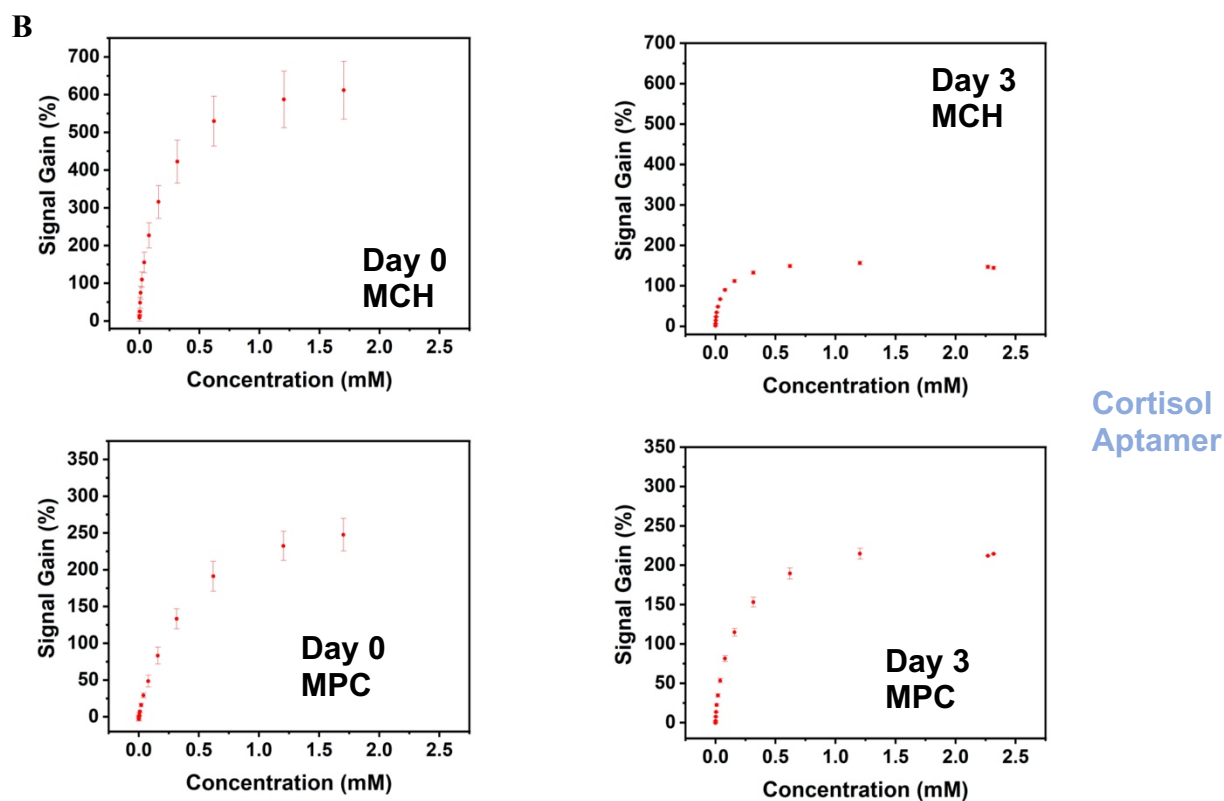 B
Signal Gain (%)
700
600
500
400
300
200
100
0
Day 0
MCH
0.0 0.5 1.0 1.5 2.0 2.5
Concentration (mM)
Signal Gain (%)
700
600
500
400
300
200
100
0
Day 3
MCH
0.0 0.5 1.0 1.5 2.0 2.5
Concentration (mM)
Cortisol
Aptamer
Signal Gain (%)
350
300
250
200
150
100
50
0
Day 0
MPC
0.0 0.5 1.0 1.5 2.0 2.5
Concentration (mM)
Signal Gain (%)
350
300
250
200
150
100
50
0
Day 3
MPC
0.0 0.5 1.0 1.5 2.0 2.5
Concentration (mM)